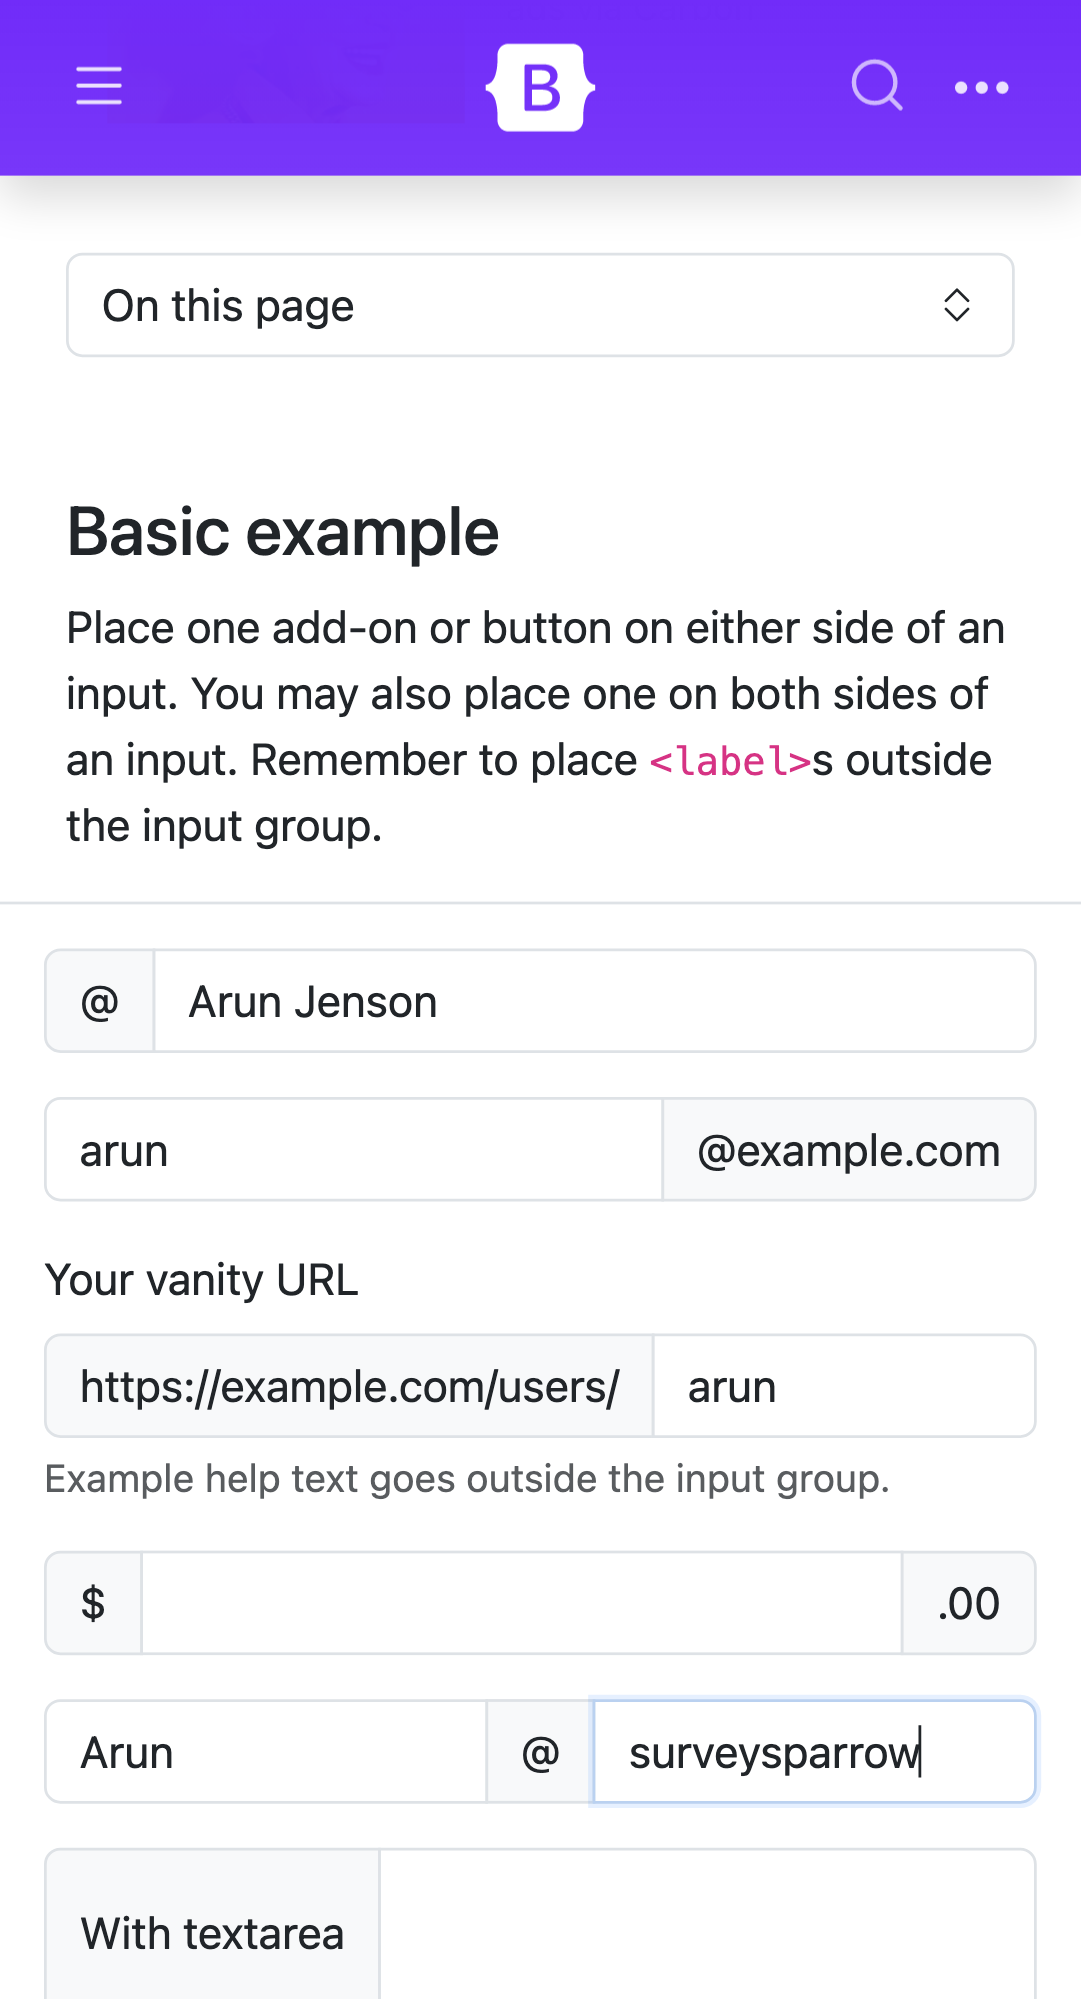 B
On this page
Basic example
Place one add-on or button on either side of an
input. You may also place one on both sides of
an input. Remember to place <label>s outside
the input group.
@ Arun Jenson
arun @example.com
Your vanity URL
https://example.com/users/ arun
Example help text goes outside the input group.
$ .00
Arun @ surveysparrow
With textarea